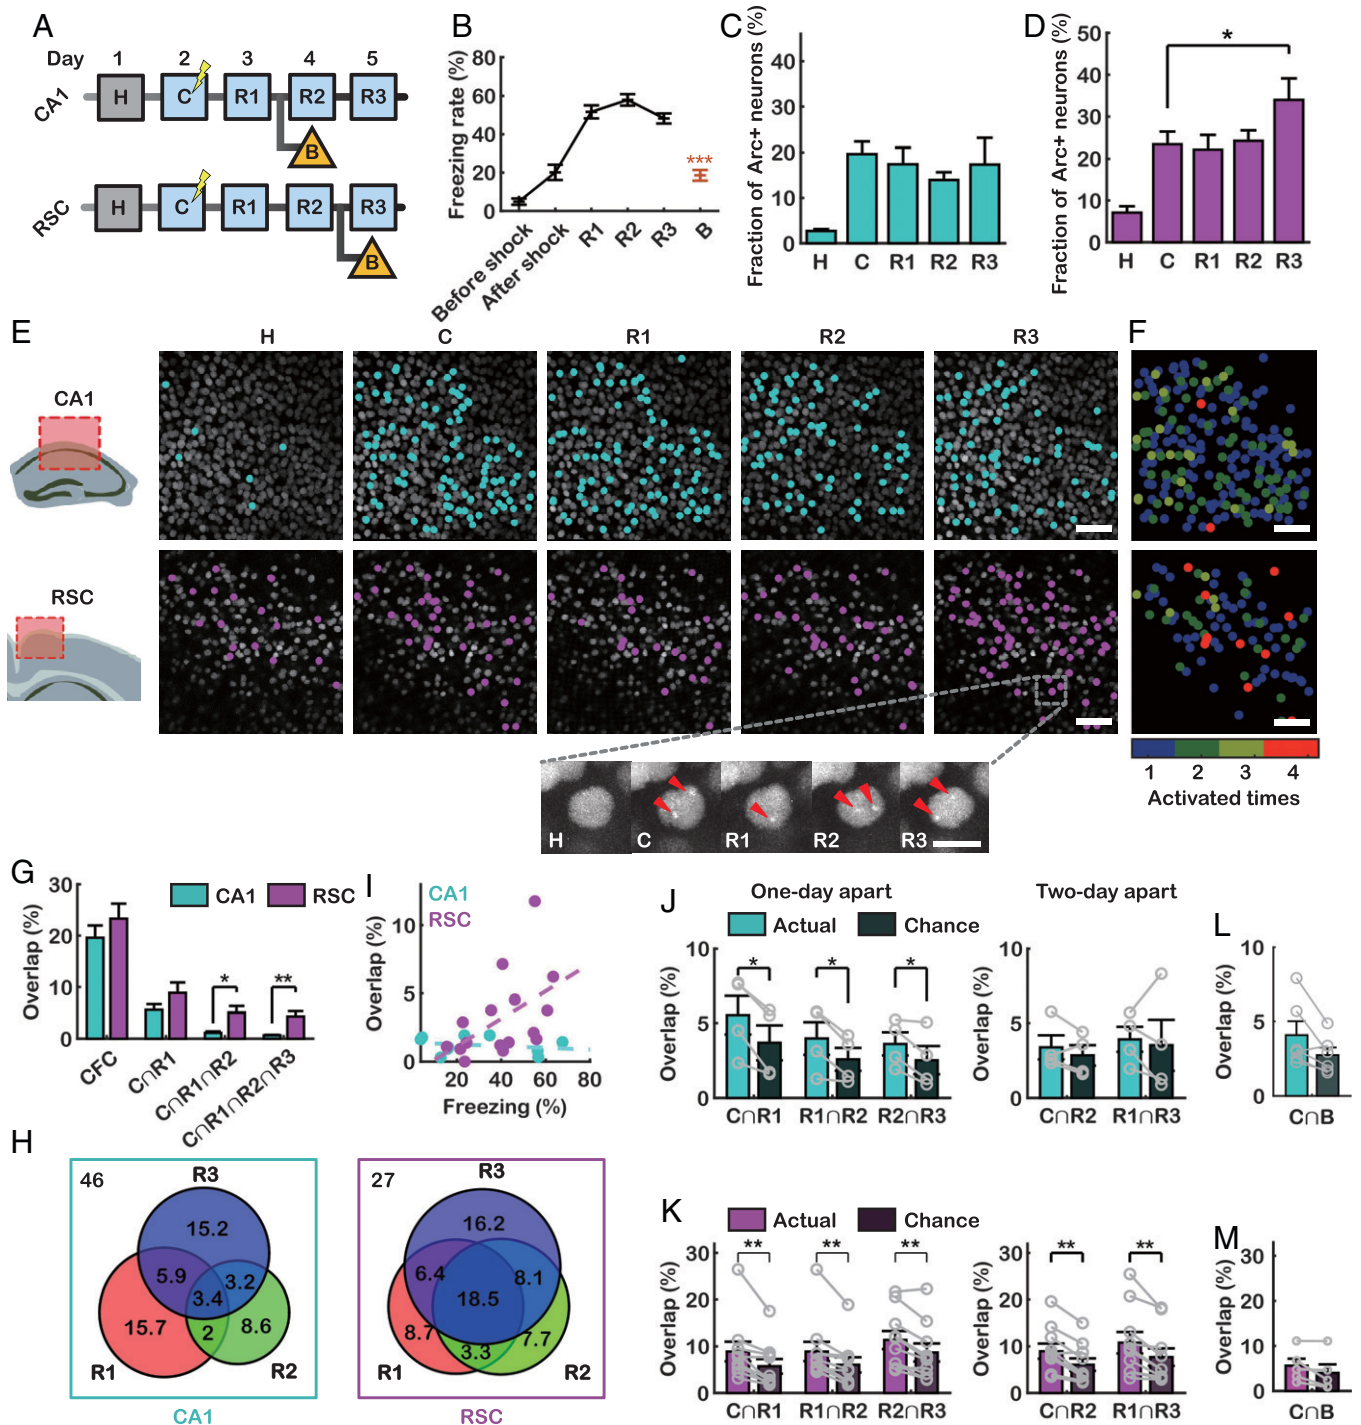 A
Day 1 2 3 4 5
CA1 H C R1 R2 R3
B
RSC H C R1 R2 R3
B
B
Freezing rate (%)
80
60
40
20
0
***
Before shock
After shock
R1
R2
R3
B
C
Fraction of Arc+ neurons (%)
40
30
20
10
0
H C R1 R2 R3
D
Fraction of Arc+ neurons (%)
50
40
30
20
10
0
*
H C R1 R2 R3
E
H C R1 R2 R3
CA1
RSC
H C R1 R2 R3
F
1 2 3 4
Activated times
G
CA1 RSC
Overlap (%)
30
20
10
0
* **
CFC
C∩R1
C∩R1∩R2
C∩R1∩R2∩R3
I
CA1
RSC
Overlap (%)
10
5
0
20 40 60 80
Freezing (%)
J
One-day apart
Actual Chance
Overlap (%)
10
5
0
* * *
C∩R1 R1∩R2 R2∩R3
Two-day apart
Overlap (%)
10
5
0
C∩R2 R1∩R3
L
Overlap (%)
10
5
0
C∩B
H
46
R3
15.2
5.9
3.2
3.4
15.7
2
8.6
R1
R2
CA1
27
R3
16.2
6.4
8.1
18.5
8.7
3.3
7.7
R1
R2
RSC
K
Actual Chance
Overlap (%)
30
20
10
0
** ** **
C∩R1 R1∩R2 R2∩R3
Overlap (%)
30
20
10
0
** **
C∩R2 R1∩R3
M
Overlap (%)
30
20
10
0
C∩B